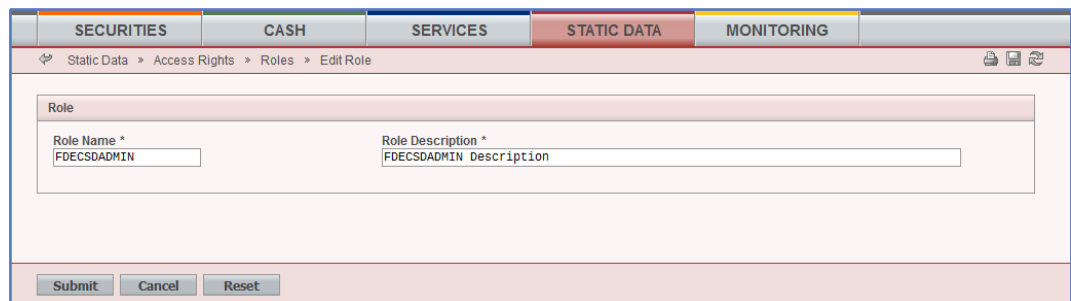 SECURITIES CASH SERVICES STATIC DATA MONITORING
Static Data » Access Rights » Roles » Edit Role
Role
Role Name * Role Description *
FDECSDADMIN FDECSDADMIN Description
Submit Cancel Reset